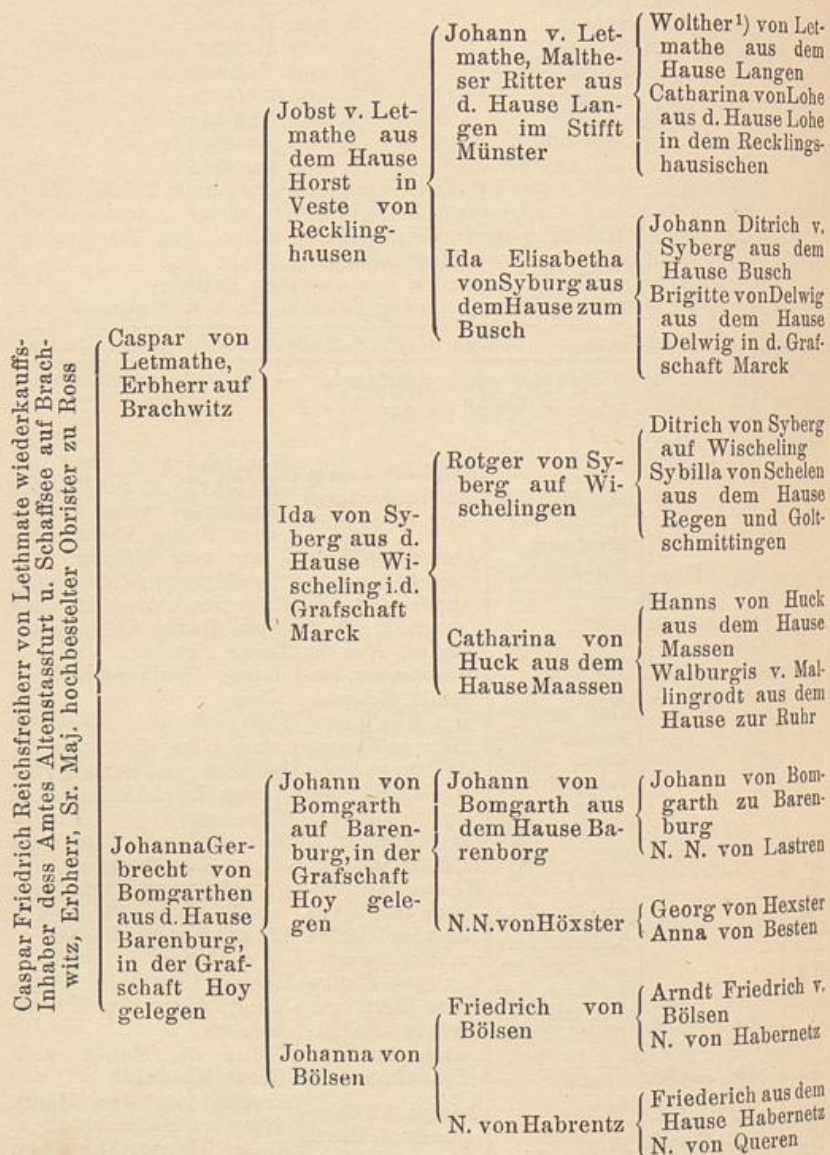 Caspar Friedrich Reichsfreiherr von Lethmate wiederkauffs-
Inhaber dess Amtes Altenstassfurt u. Schaffsee auf Brach-
witz, Erbherr, Sr. Maj. hochbestelter Obrister zu Ross
Caspar von
Letmathe,
Erbherr auf
Brachwitz
JohannaGer-
brecht von
Bomgarthen
aus d. Hause
Barenburg,
in der Graf-
schaft Hoy
gelegen
Jobst v. Let-
mathe aus
dem Hause
Horst in
Veste von
Reckling-
hausen
Ida von Sy-
berg aus d.
Hause Wi-
scheling i.d.
Grafschaft
Marck
Johann von
Bomgarth
auf Baren-
burg, in der
Grafschaft
Hoy gele-
gen
Johanna von
Bölsen
Johann v. Let-
mathe, Malthe-
ser Ritter aus
d. Hause Lan-
gen im Stifft
Münster
Ida Elisabetha
vonSyburg aus
demHause zum
Busch
Rotger von Sy-
berg auf Wi-
schelingen
Catharina von
Huck aus dem
Hause Maassen
Johann von
Bomgarth aus
dem Hause Ba-
renborg
N.N. von Höxster
Friedrich von
Bölsen
N. von Habrentz
Wolther¹) von Let-
mathe aus dem
Hause Langen
Catharina vonLohe
aus d. Hause Lohe
in dem Recklings-
hausischen
Johann Ditrich v.
Syberg aus dem
Hause Busch
Brigitte vonDelwig
aus dem Hause
Delwig in d. Graf-
schaft Marck
Ditrich von Syberg
auf Wischeling
Sybilla von Schelen
aus dem Hause
Regen und Golt-
schmittingen
Hanns von Huck
aus dem Hause
Massen
Walburgis v. Mal-
lingrodt aus dem
Hause zur Ruhr
Johann von Bom-
garth zu Baren-
burg
N. N. von Lastren
Georg von Hexster
Anna von Besten
Arndt Friedrich v.
Bölsen
N. von Habernetz
Friederich aus dem
Hause Habernetz
N. von Queren